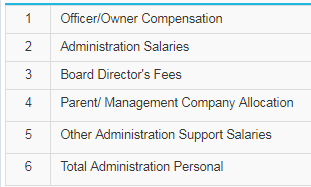 1 Officer/Owner Compensation
2 Administration Salaries
3 Board Director's Fees
4 Parent/ Management Company Allocation
5 Other Administration Support Salaries
6 Total Administration Personal